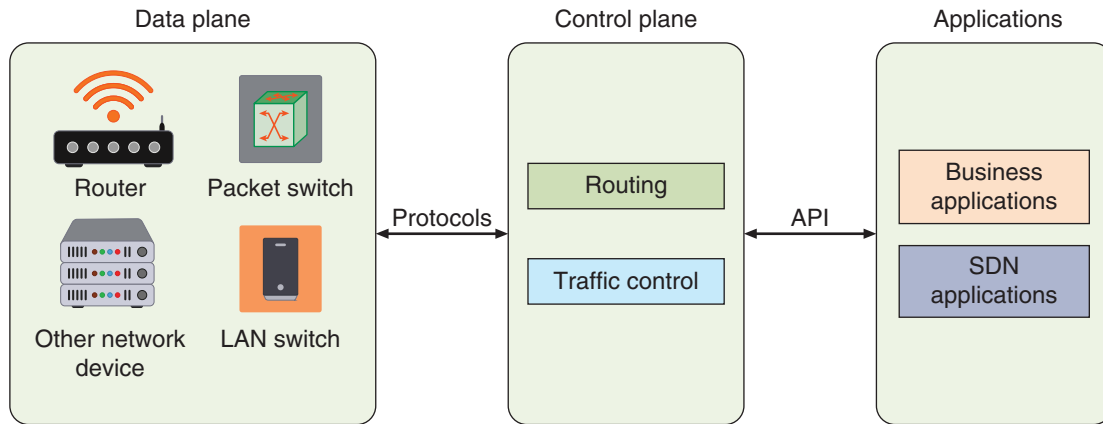 Data plane
Control plane
Applications
Router
Packet switch
Other network
device
LAN switch
Protocols
Routing
Traffic control
API
Business
applications
SDN
applications